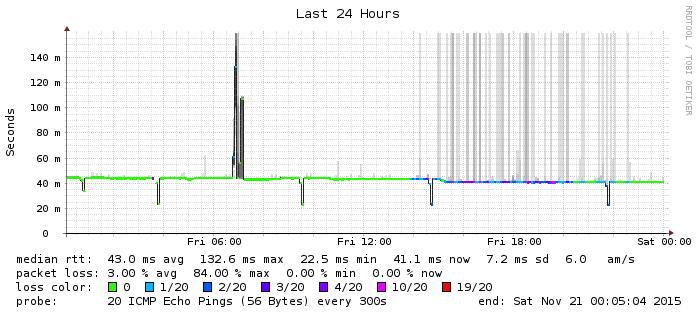 Last 24 Hours
RRDTOOL / TOBI OETIKER
Seconds
140 m
120 m
100 m
80 m
60 m
40 m
20 m
0
Fri 06:00 Fri 12:00 Fri 18:00 Sat 00:00
median rtt: 43.0 ms avg 132.6 ms max 22.5 ms min 41.1 ms now 7.2 ms sd 6.0 am/s
packet loss: 3.00 % avg 84.00 % max 0.00 % min 0.00 % now
loss color: 0 1/20 2/20 3/20 4/20 10/20 19/20
probe: 20 ICMP Echo Pings (56 Bytes) every 300s end: Sat Nov 21 00:05:04 2015